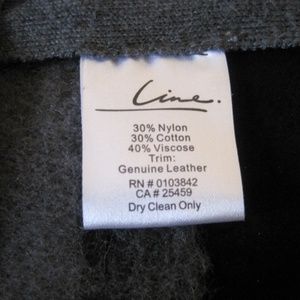 Line.
30% Nylon
30% Cotton
40% Viscose
Trim:
Genuine Leather
RN # 0103842
CA # 25459
Dry Clean Only